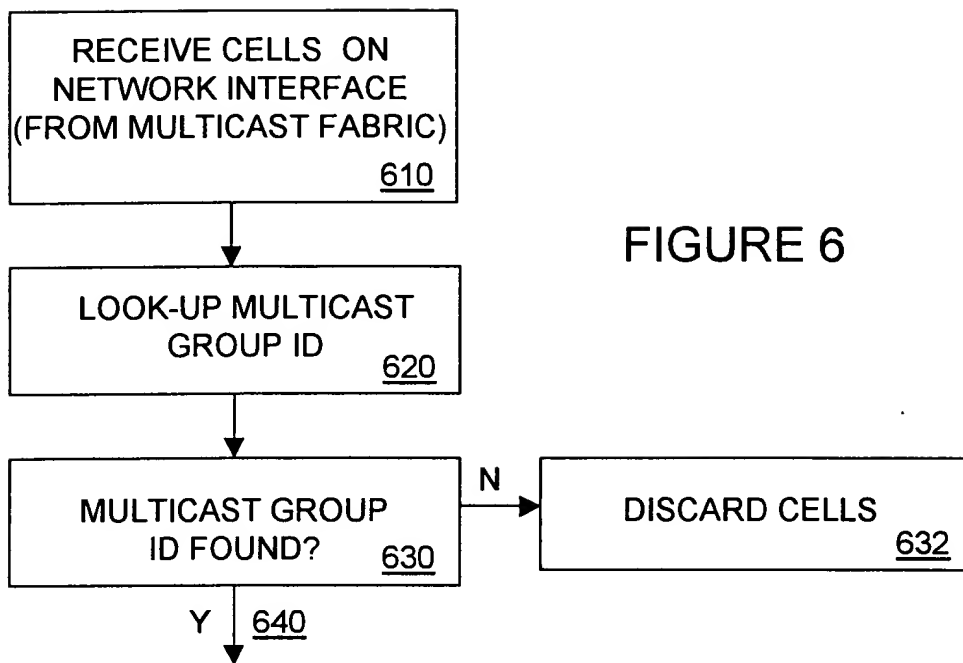 RECEIVE CELLS ON
NETWORK INTERFACE
(FROM MULTICAST FABRIC)
610
FIGURE 6
LOOK-UP MULTICAST
GROUP ID
620
MULTICAST GROUP
ID FOUND?
630
N
DISCARD CELLS
632
Y
640